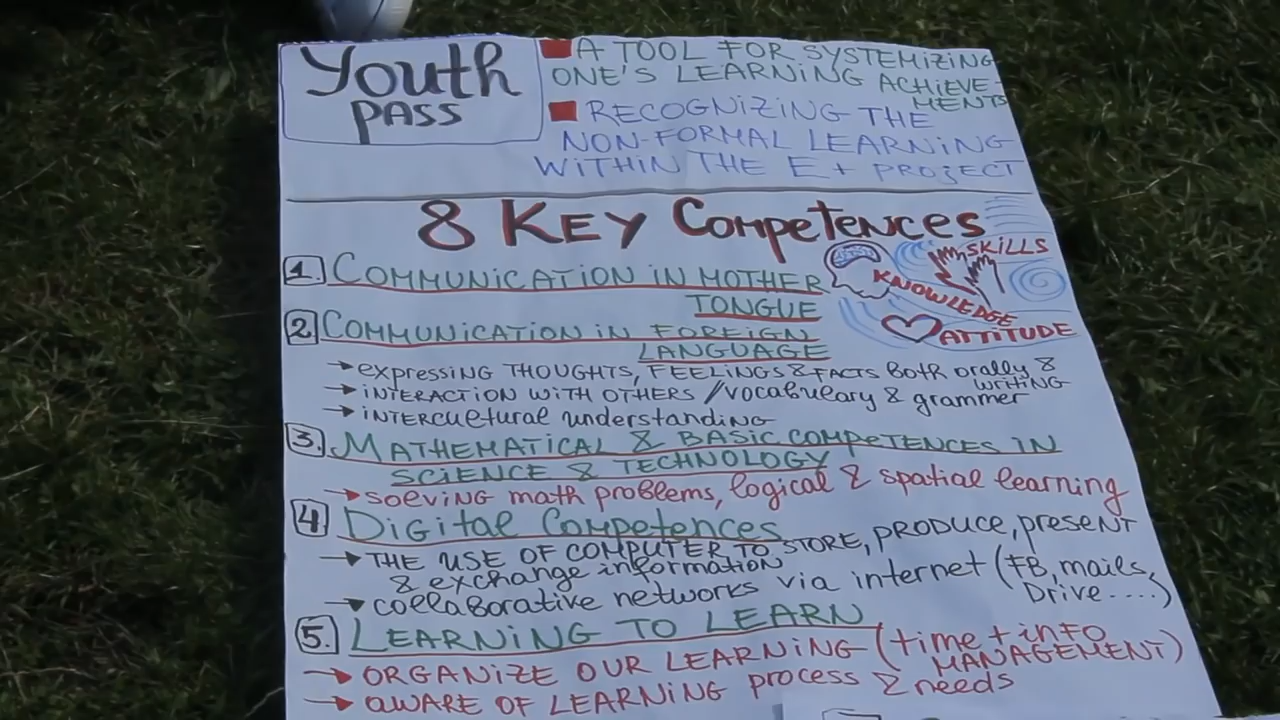 Youth
PASS
A TOOL FOR SYSTEMIZING
ONE'S LEARNING ACHIEVE-
MENTS
RECOGNIZING THE
NON-FORMAL LEARNING
WITHIN THE E+ PROJECT
8 KEY COMPETENCES
SKILLS
KNOWLEDGE
ATTITUDE
1. COMMUNICATION IN MOTHER
TONGUE
2 COMMUNICATION IN FOREIGN
LANGUAGE
→ expressing THOUGHTS, FEELINGS & FACTS both orally &
writing
→ INTERACTION WITH OTHERS / vocabulary & grammer
→ intercultural understanding
3. MATHEMATICAL & BASIC COMPETENCES IN
SCIENCE & TECHNOLOGY
→ solving math problems, logical & spatial learning
4 Digital Competences
→ THE USE OF COMPUTER TO STORE, PRODUCE, present
& exchange information
→ collaborative networks via internet (FB, mails,
Drive....)
5. LEARNING TO LEARN
→ ORGANIZE OUR LEARNING (time + info
MANAGEMENT)
→ AWARE OF LEARNING process & needs